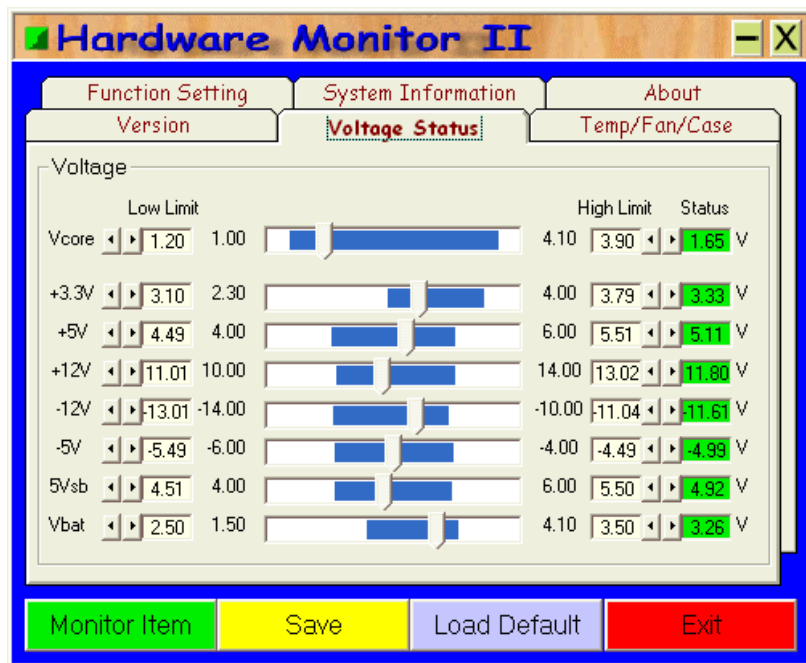 Hardware Monitor II
Function Setting System Information About
Version Voltage Status Temp/Fan/Case
Voltage
Low Limit High Limit Status
Vcore 1.20 1.00 4.10 3.90 1.65 V
+3.3V 3.10 2.30 4.00 3.79 3.33 V
+5V 4.49 4.00 6.00 5.51 5.11 V
+12V 11.01 10.00 14.00 13.02 11.80 V
-12V -13.01 -14.00 -10.00 -11.04 -11.61 V
-5V -5.49 -6.00 -4.00 -4.49 -4.99 V
5Vsb 4.51 4.00 6.00 5.50 4.92 V
Vbat 2.50 1.50 4.10 3.50 3.26 V
Monitor Item Save Load Default Exit